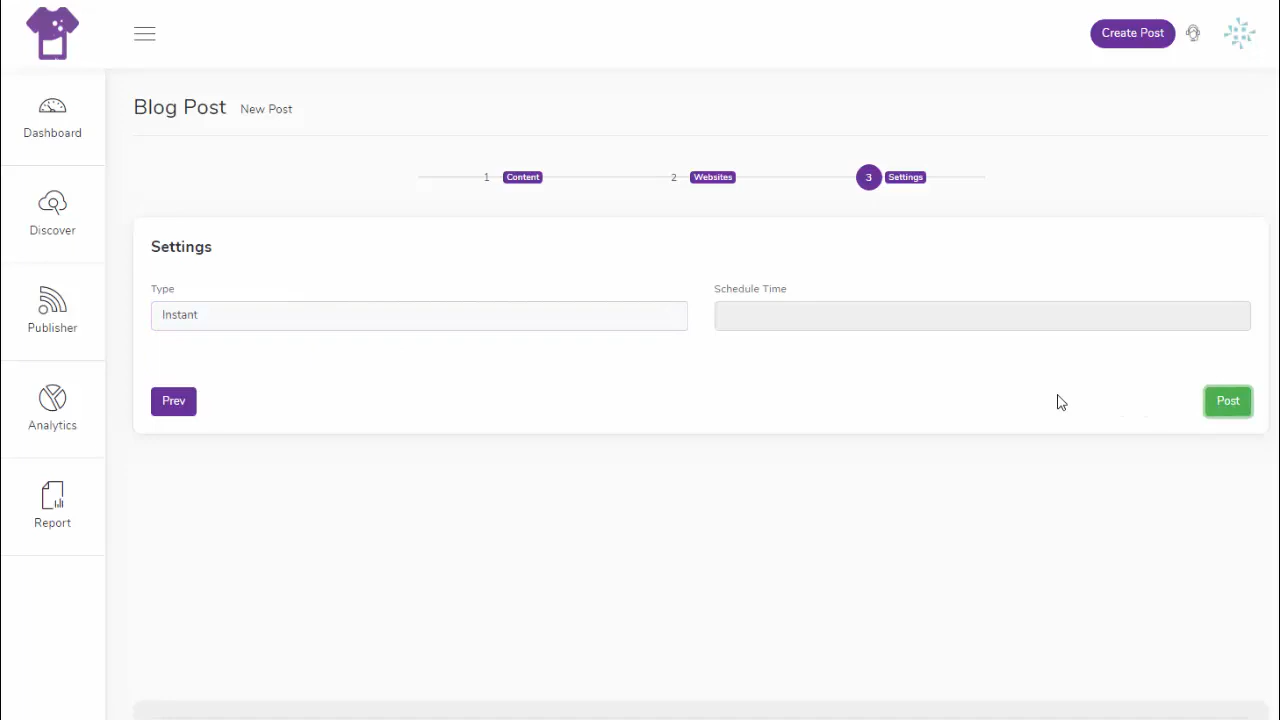 Create Post
Dashboard
Discover
Publisher
Analytics
Report
Blog Post New Post
1 Content 2 Websites 3 Settings
Settings
Type Schedule Time
Instant
Prev Post